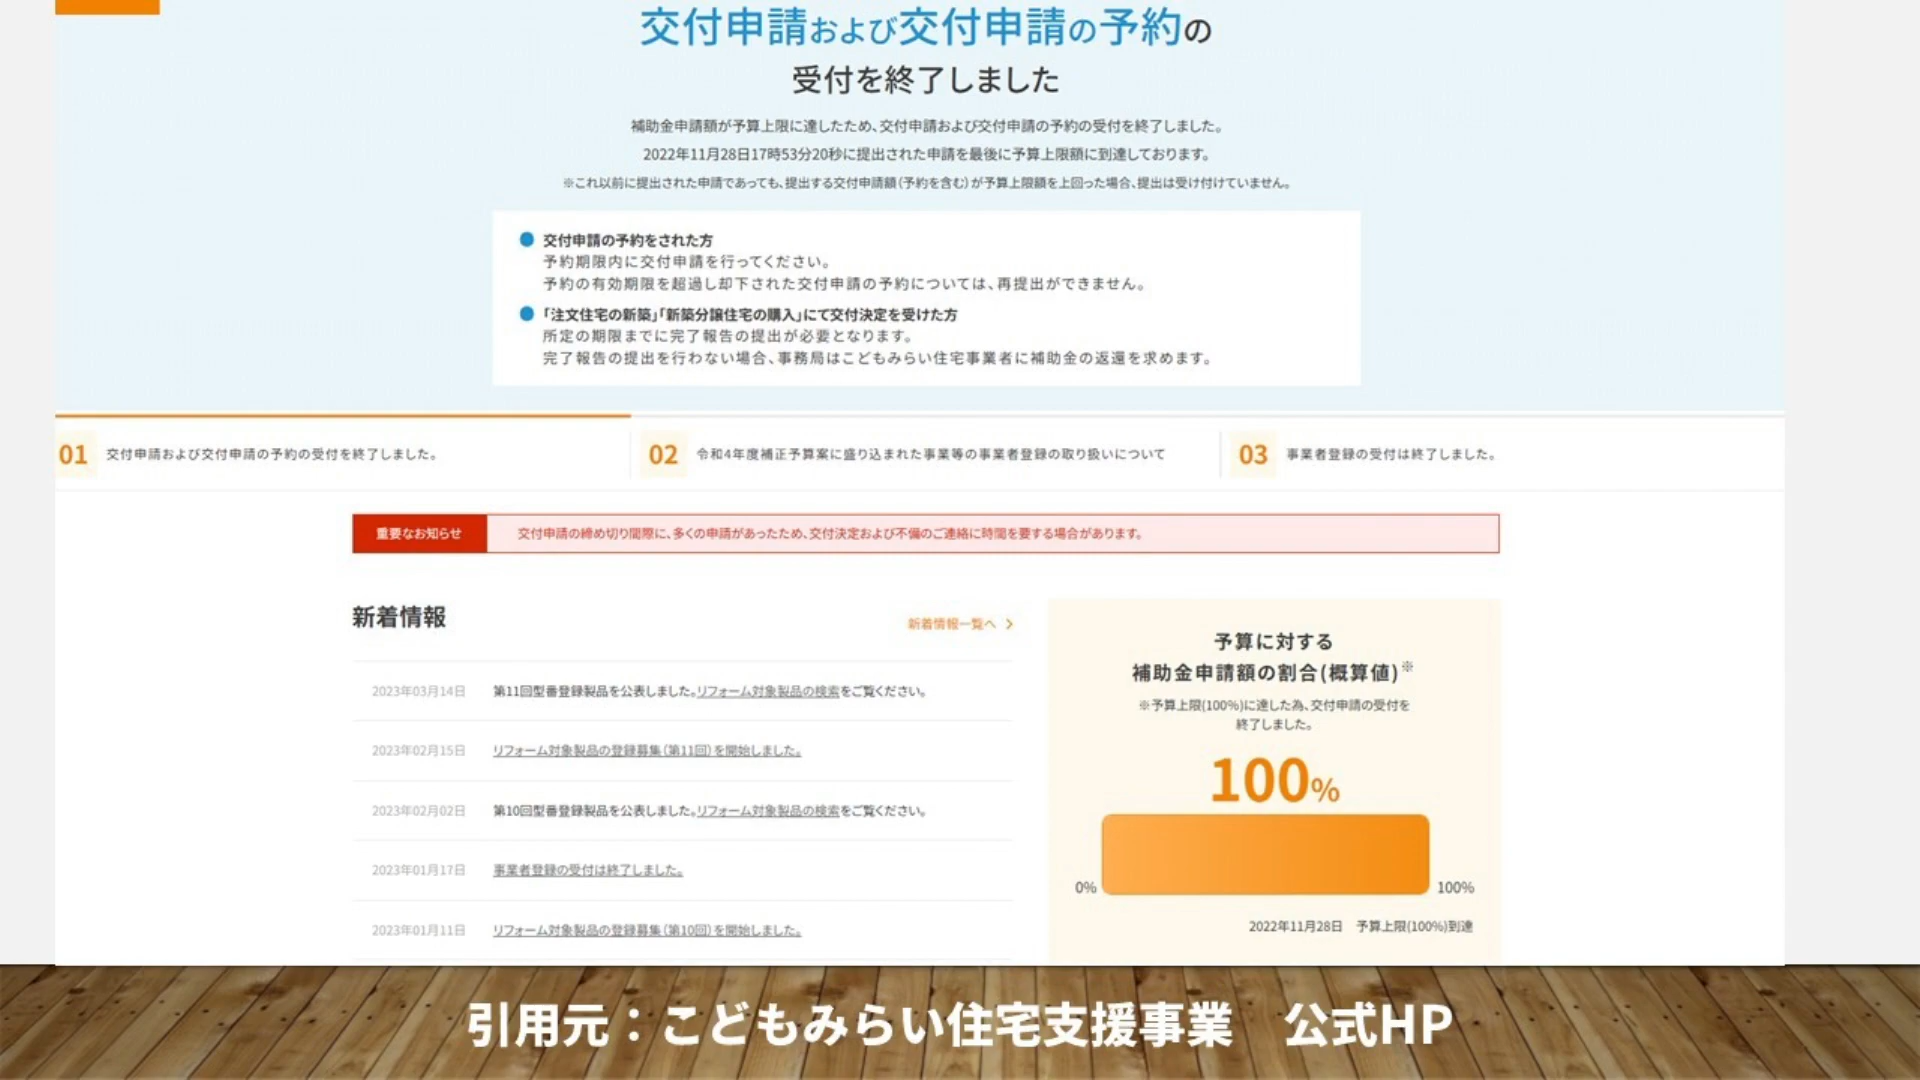 交付申請および交付申請の予約の
受付を終了しました
補助金申請額が予算上限に達したため、交付申請および交付申請の予約の受付を終了しました。
2022年11月28日17時53分20秒に提出された申請を最後に予算上限額に到達しております。
※これ以前に提出された申請であっても、提出する交付申請額（予約を含む）が予算上限額を上回った場合、提出は受け付けていません。
交付申請の予約をされた方
予約期限内に交付申請を行ってください。
予約の有効期限を超過し却下された交付申請の予約については、再提出ができません。
「注文住宅の新築」「新築分譲住宅の購入」にて交付決定を受けた方
所定の期限までに完了報告の提出が必要となります。
完了報告の提出を行わない場合、事務局はこどもみらい住宅事業者に補助金の返還を求めます。
01 交付申請および交付申請の予約の受付を終了しました。
02 令和4年度補正予算案に盛り込まれた事業等の事業者登録の取り扱いについて
03 事業者登録の受付は終了しました。
重要なお知らせ 交付申請の締め切り間際に、多くの申請があったため、交付決定および不備のご連絡に時間を要する場合があります。
新着情報
新着情報一覧へ
2023年03月14日 第11回型番登録製品を公表しました。リフォーム対象製品の検索をご覧ください。
2023年02月15日 リフォーム対象製品の登録募集（第11回）を開始しました。
2023年02月02日 第10回型番登録製品を公表しました。リフォーム対象製品の検索をご覧ください。
2023年01月17日 事業者登録の受付は終了しました。
2023年01月11日 リフォーム対象製品の登録募集（第10回）を開始しました。
予算に対する
補助金申請額の割合(概算値)※
※予算上限(100%)に達した為、交付申請の受付を
終了しました。
100%
0% 100%
2022年11月28日 予算上限(100%)到達
引用元：こどもみらい住宅支援事業 公式HP